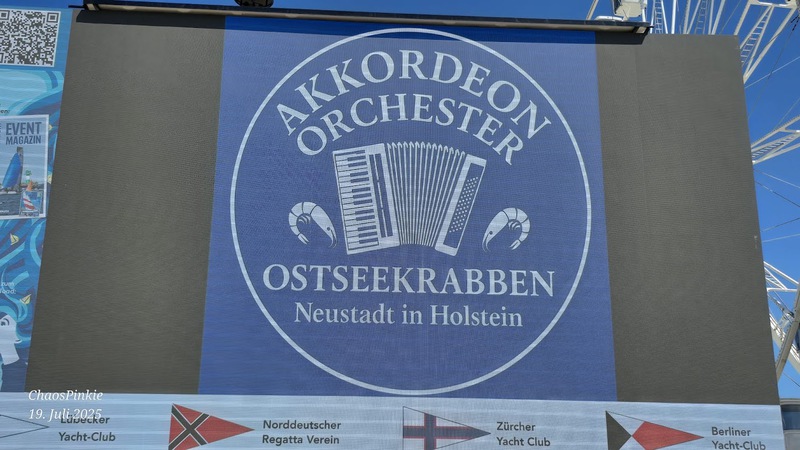 EVENT
MAGAZIN
AKKORDEON
ORCHESTER
OSTSEEKRABBEN
Neustadt in Holstein
ChaosPinkie
19. Juli 2025
Lübecker
Yacht-Club
Norddeutscher
Regatta Verein
Zürcher
Yacht Club
Berliner
Yacht-Club